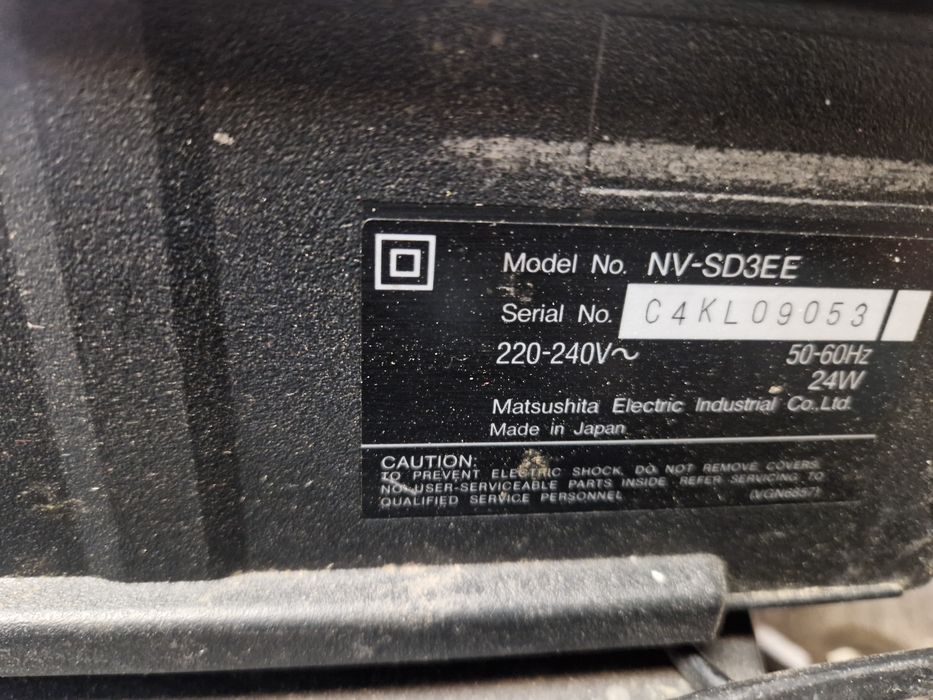 Model No. NV-SD3EE
Serial No. C4KL09053
220-240V~ 50-60Hz
24W
Matsushita Electric Industrial Co.Ltd.
Made in Japan
CAUTION:
TO PREVENT ELECTRIC SHOCK, DO NOT REMOVE COVERS.
NO USER-SERVICEABLE PARTS INSIDE REFER SERVICING TO
QUALIFIED SERVICE PERSONNEL